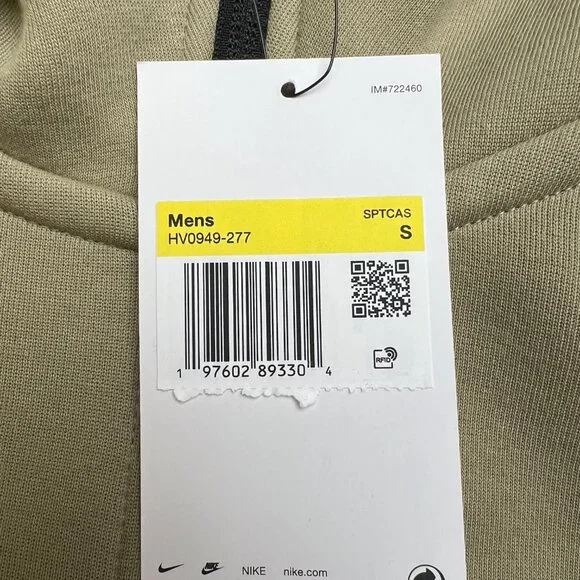 IM#722460
Mens SPTCAS
HV0949-277 S
1 97602 89330 4
RFID
NIKE nike.com